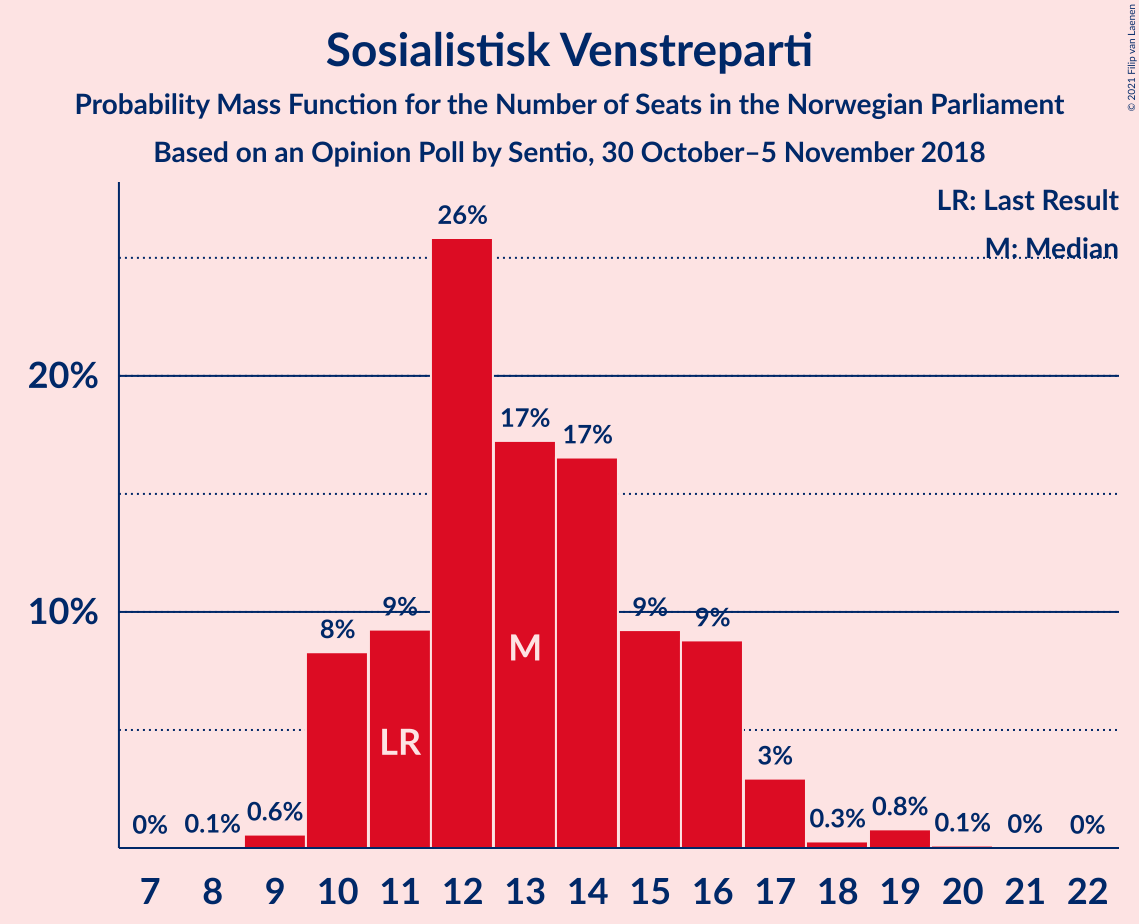 Sosialistisk Venstreparti
Probability Mass Function for the Number of Seats in the Norwegian Parliament
Based on an Opinion Poll by Sentio, 30 October–5 November 2018
© 2021 Filip van Laenen
LR: Last Result
M: Median
26%
20%
17%
17%
10%
9%
8%
9%
9%
M
LR
3%
0%
0.1%
0.6%
0.3%
0.8%
0.1%
0%
0%
7 8 9 10 11 12 13 14 15 16 17 18 19 20 21 22